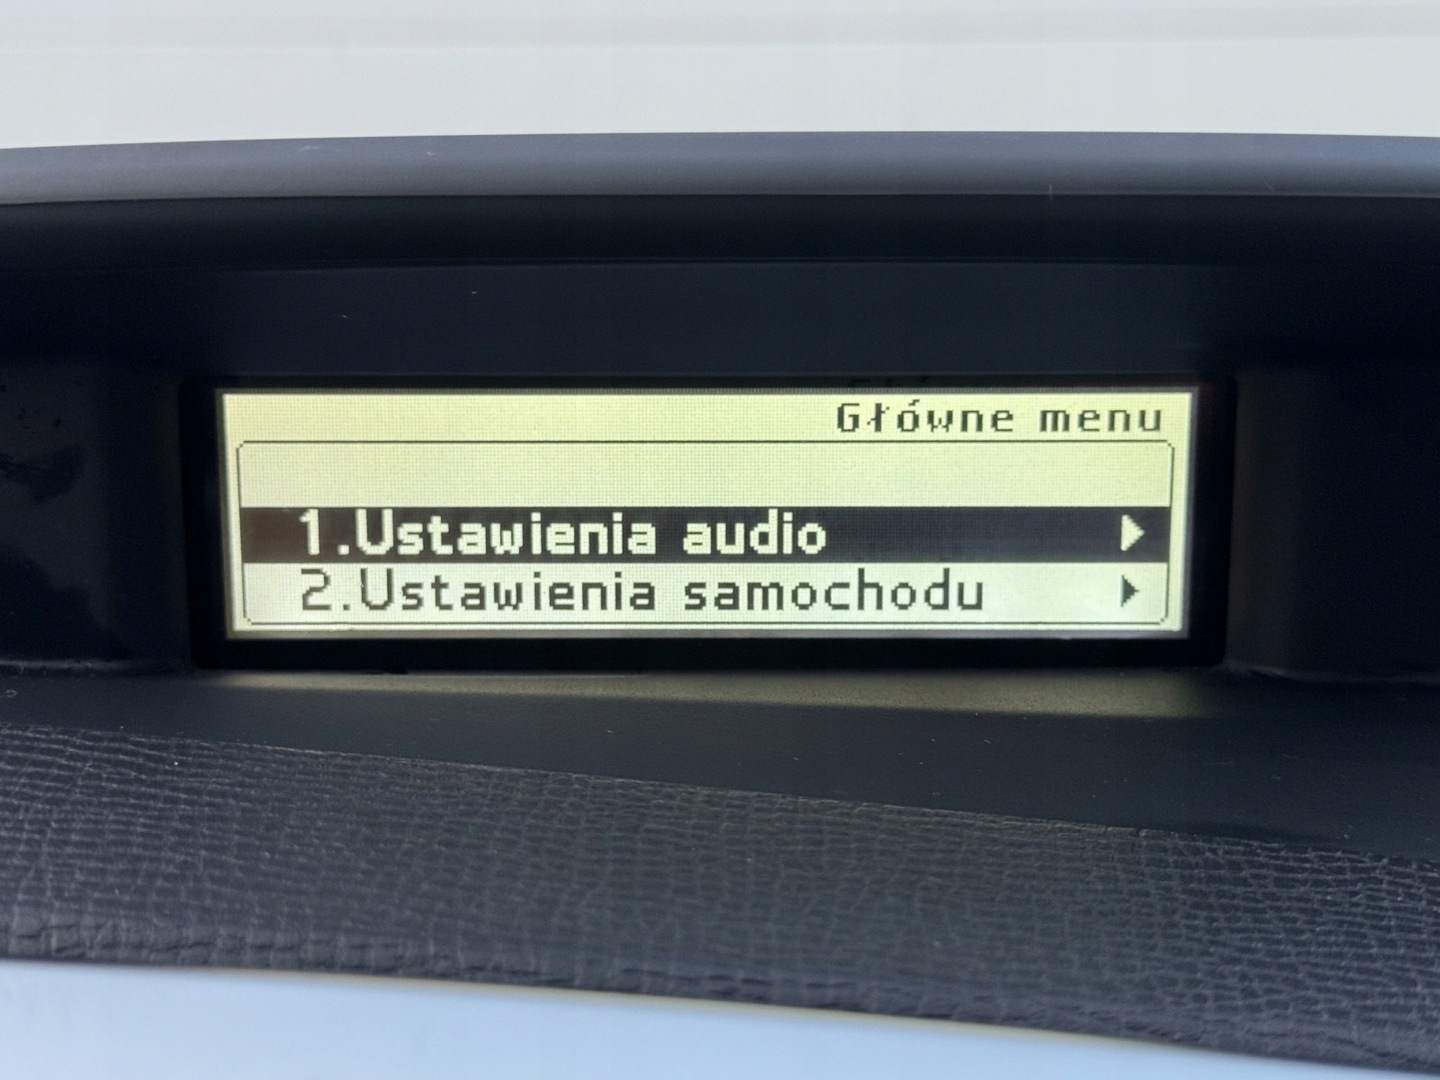 Główne menu
1.Ustawienia audio
2.Ustawienia samochodu